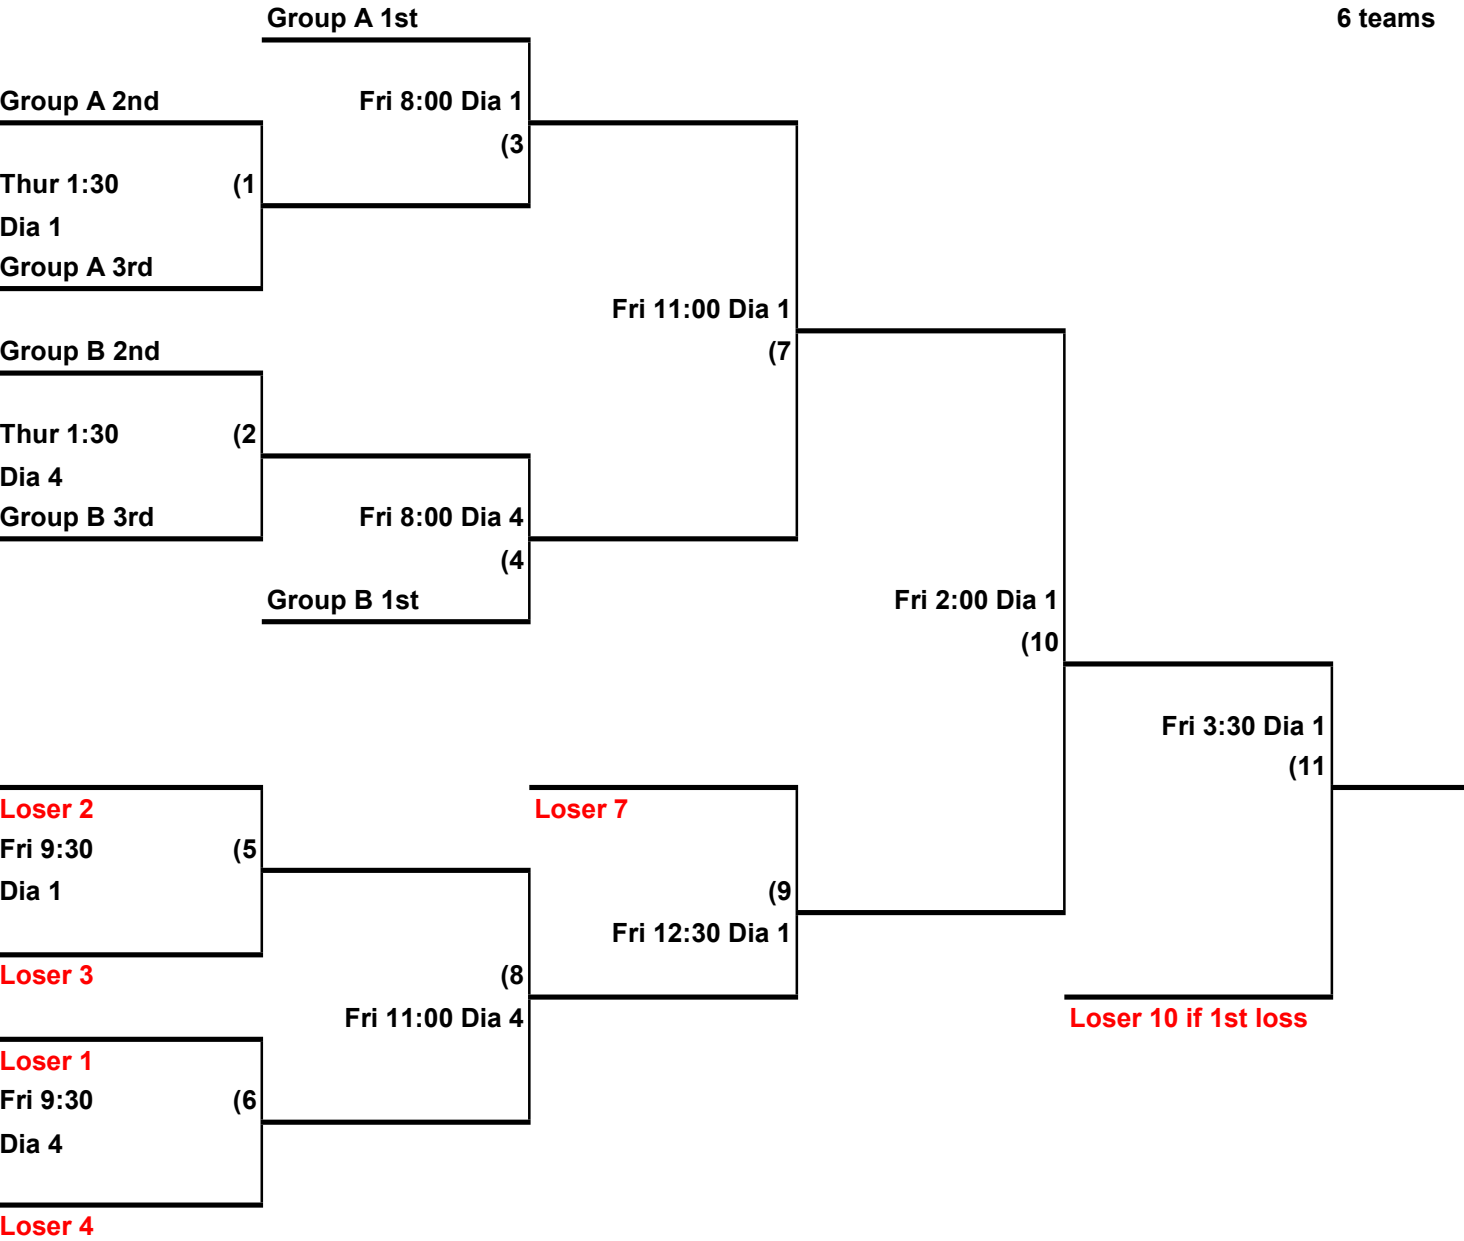 Group A 1st
6 teams
Group A 2nd
Fri 8:00 Dia 1
(3
Thur 1:30
(1
Dia 1
Group A 3rd
Fri 11:00 Dia 1
(7
Group B 2nd
Thur 1:30
(2
Dia 4
Group B 3rd
Fri 8:00 Dia 4
(4
Group B 1st
Fri 2:00 Dia 1
(10
Fri 3:30 Dia 1
(11
Loser 2
Loser 7
Fri 9:30
(5
Dia 1
(9
Fri 12:30 Dia 1
Loser 3
(8
Fri 11:00 Dia 4
Loser 10 if 1st loss
Loser 1
Fri 9:30
(6
Dia 4
Loser 4